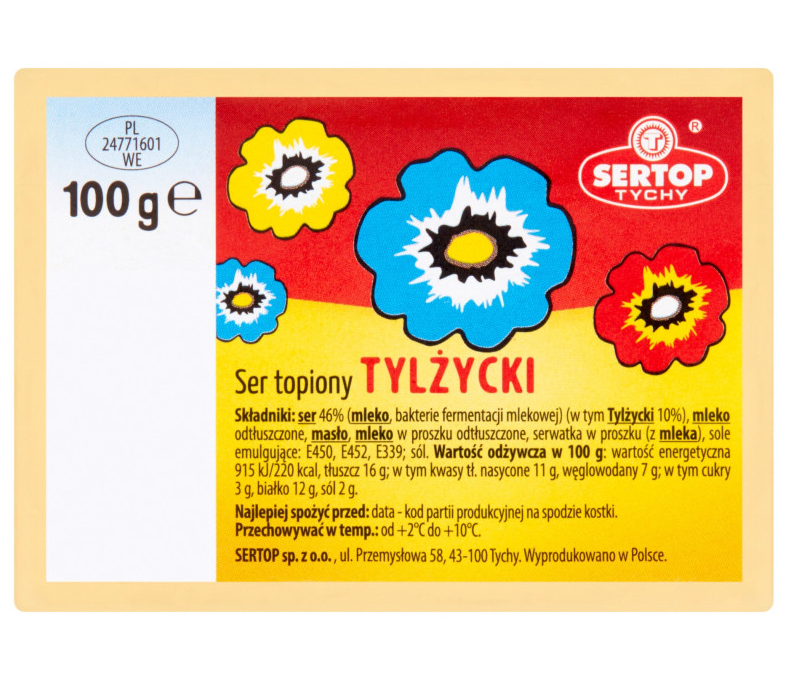 PL
24771601
WE
100 g ℮
®
T
SERTOP
TYCHY
Ser topiony TYLŻYCKI
Składniki: ser 46% (mleko, bakterie fermentacji mlekowej) (w tym Tylżycki 10%), mleko
odtłuszczone, masło, mleko w proszku odtłuszczone, serwatka w proszku (z mleka), sole
emulgujące: E450, E452, E339; sól. Wartość odżywcza w 100 g: wartość energetyczna
915 kJ/220 kcal, tłuszcz 16 g; w tym kwasy tł. nasycone 11 g, węglowodany 7 g; w tym cukry
3 g, białko 12 g, sól 2 g.
Najlepiej spożyć przed: data - kod partii produkcyjnej na spodzie kostki.
Przechowywać w temp.: od +2°C do +10°C.
SERTOP sp. z o.o. , ul. Przemysłowa 58, 43-100 Tychy. Wyprodukowano w Polsce.